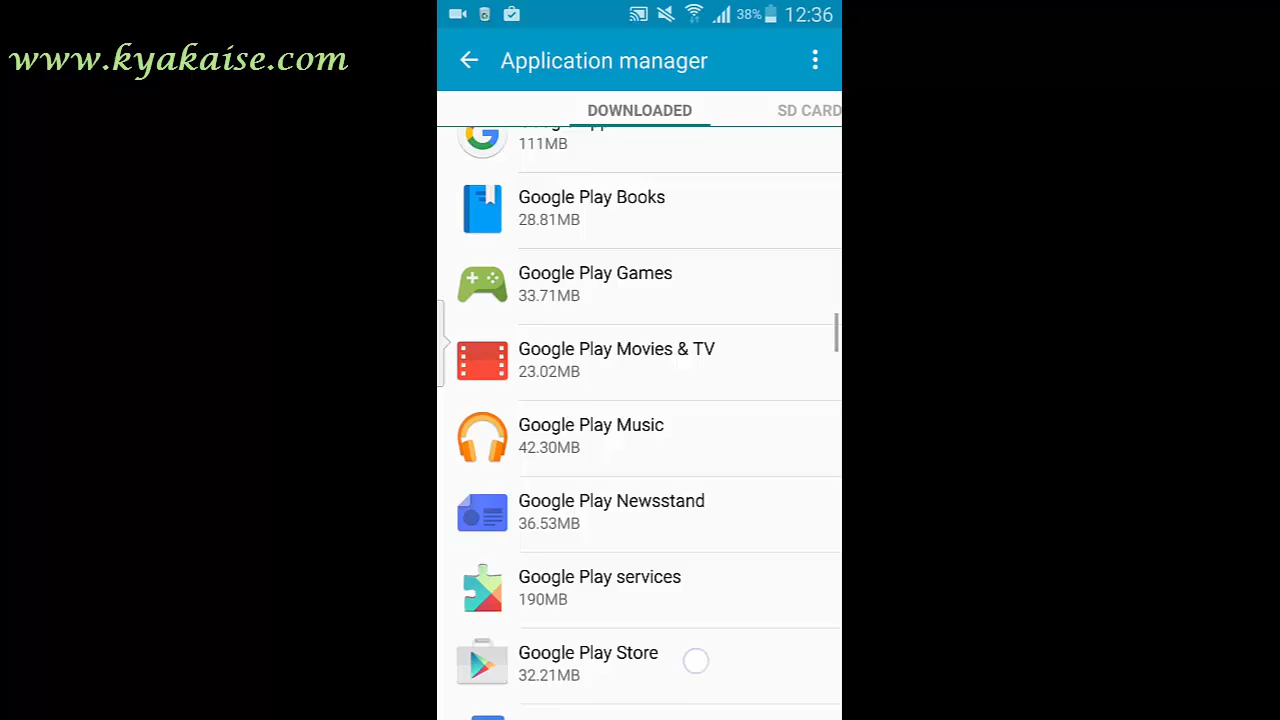 www.kyakaise.com
38% 12:36
Application manager
DOWNLOADED SD CARD
111MB
Google Play Books
28.81MB
Google Play Games
33.71MB
Google Play Movies & TV
23.02MB
Google Play Music
42.30MB
Google Play Newsstand
36.53MB
Google Play services
190MB
Google Play Store
32.21MB